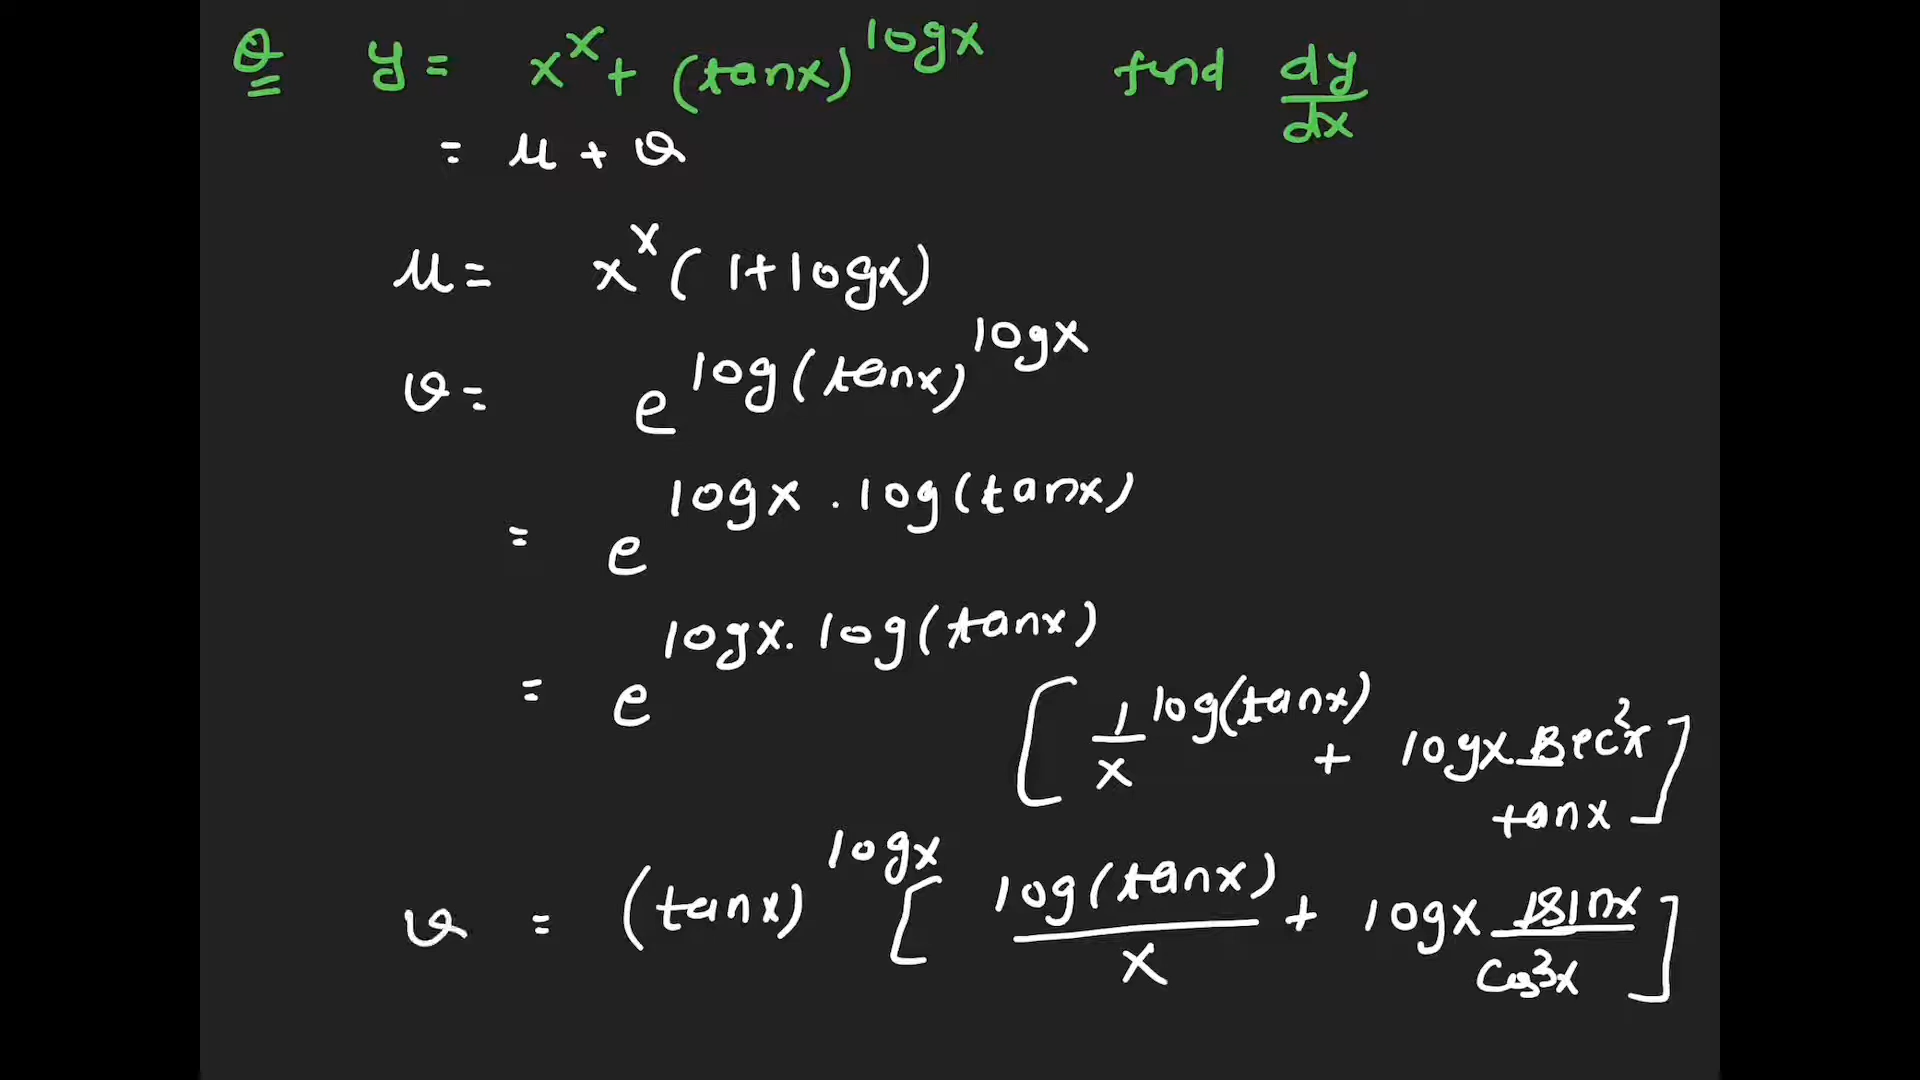 Q y = x^x + (tanx)^logx find dy/dx
= u + v
u = x^x (1+logx)
v = e^log(tanx)^logx
= e^logx . log(tanx)
= e^logx. log(tanx)
[1/x log(tanx) + logx sec²x/tanx]
v = (tanx)^logx [log(tanx)/x + logx sinx/cos³x]